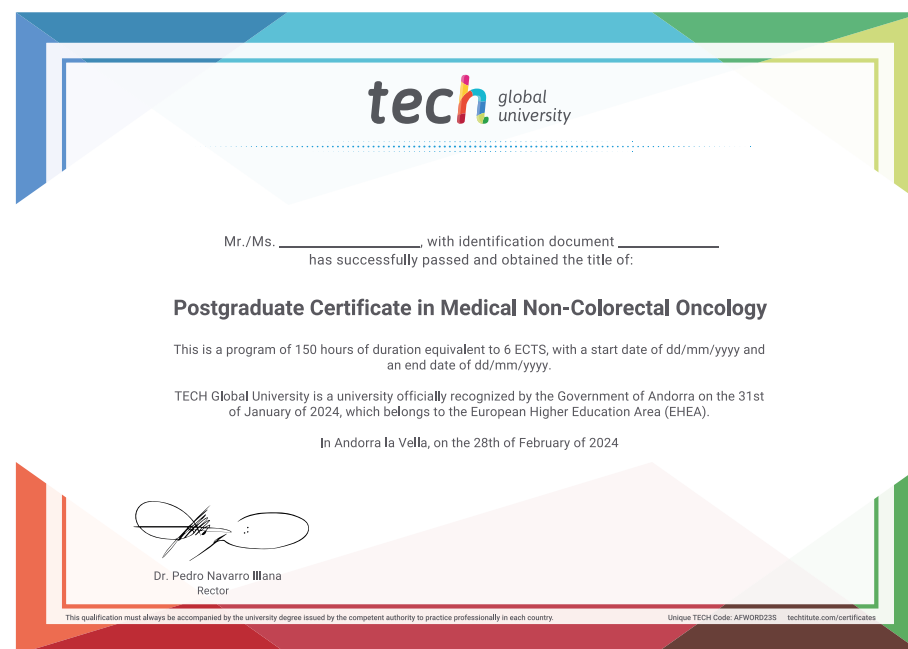 tech global
university
Mr./Ms. ____________________, with identification document ______________
has successfully passed and obtained the title of:
Postgraduate Certificate in Medical Non-Colorectal Oncology
This is a program of 150 hours of duration equivalent to 6 ECTS, with a start date of dd/mm/yyyy and
an end date of dd/mm/yyyy.
TECH Global University is a university officially recognized by the Government of Andorra on the 31st
of January of 2024, which belongs to the European Higher Education Area (EHEA).
In Andorra la Vella, on the 28th of February of 2024
Dr. Pedro Navarro Illana
Rector
This qualification must always be accompanied by the university degree issued by the competent authority to practice professionally in each country. Unique TECH Code: AFWORD23S techtitute.com/certificates